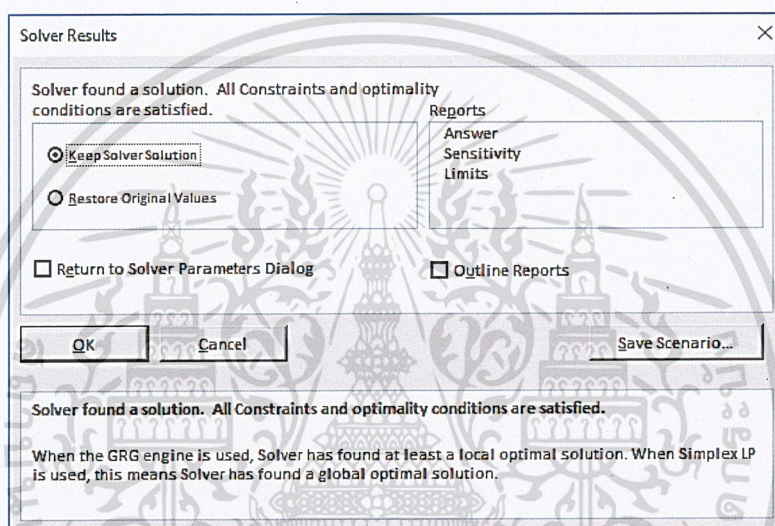 Solver Results
Solver found a solution. All Constraints and optimality
conditions are satisfied.
Reports
Answer
Keep Solver Solution
Sensitivity
Limits
Restore Original Values
Return to Solver Parameters Dialog
Outline Reports
OK
Cancel
Save Scenario...
Solver found a solution. All Constraints and optimality conditions are satisfied.
When the GRG engine is used, Solver has found at least a local optimal solution. When Simplex LP
is used, this means Solver has found a global optimal solution.